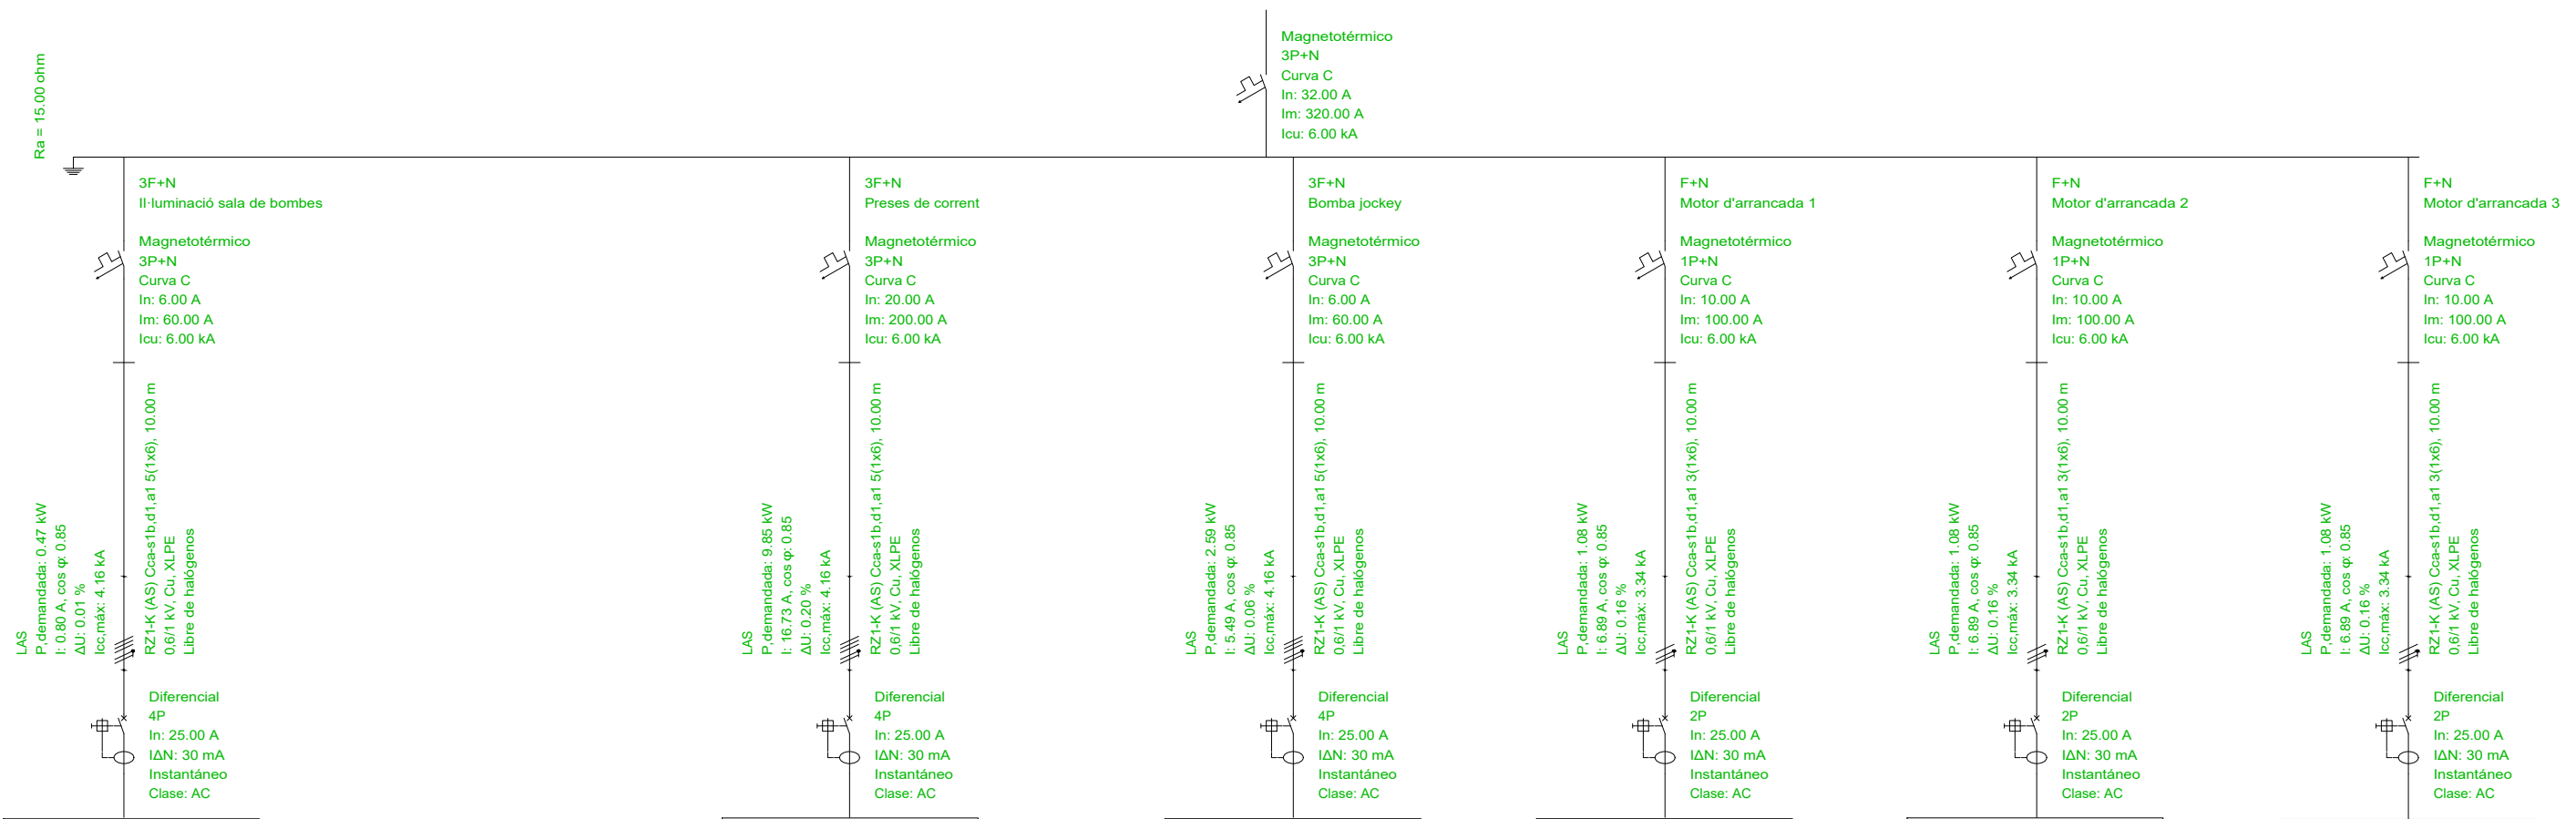 Ra = 15.00 ohm
Magnetotérmico
3P+N
Curva C
In: 32.00 A
Im: 320.00 A
Icu: 6.00 kA
3F+N
Il·luminació sala de bombes
Magnetotérmico
3P+N
Curva C
In: 6.00 A
Im: 60.00 A
Icu: 6.00 kA
LAS
P,demandada: 0.47 kW
I: 0.80 A, cos φ: 0.85
ΔU: 0.01 %
Icc,máx: 4.16 kA
RZ1-K (AS) Cca-s1b,d1,a1 5(1x6), 10.00 m
0,6/1 kV, Cu, XLPE
Libre de halógenos
Diferencial
4P
In: 25.00 A
IΔN: 30 mA
Instantáneo
Clase: AC
3F+N
Preses de corrent
Magnetotérmico
3P+N
Curva C
In: 20.00 A
Im: 200.00 A
Icu: 6.00 kA
LAS
P,demandada: 9.85 kW
I: 16.73 A, cos φ: 0.85
ΔU: 0.20 %
Icc,máx: 4.16 kA
RZ1-K (AS) Cca-s1b,d1,a1 5(1x6), 10.00 m
0,6/1 kV, Cu, XLPE
Libre de halógenos
Diferencial
4P
In: 25.00 A
IΔN: 30 mA
Instantáneo
Clase: AC
3F+N
Bomba jockey
Magnetotérmico
3P+N
Curva C
In: 6.00 A
Im: 60.00 A
Icu: 6.00 kA
LAS
P,demandada: 2.59 kW
I: 5.49 A, cos φ: 0.85
ΔU: 0.06 %
Icc,máx: 4.16 kA
RZ1-K (AS) Cca-s1b,d1,a1 5(1x6), 10.00 m
0,6/1 kV, Cu, XLPE
Libre de halógenos
Diferencial
4P
In: 25.00 A
IΔN: 30 mA
Instantáneo
Clase: AC
F+N
Motor d'arrancada 1
Magnetotérmico
1P+N
Curva C
In: 10.00 A
Im: 100.00 A
Icu: 6.00 kA
LAS
P,demandada: 1.08 kW
I: 6.89 A, cos φ: 0.85
ΔU: 0.16 %
Icc,máx: 3.34 kA
RZ1-K (AS) Cca-s1b,d1,a1 3(1x6), 10.00 m
0,6/1 kV, Cu, XLPE
Libre de halógenos
Diferencial
2P
In: 25.00 A
IΔN: 30 mA
Instantáneo
Clase: AC
F+N
Motor d'arrancada 2
Magnetotérmico
1P+N
Curva C
In: 10.00 A
Im: 100.00 A
Icu: 6.00 kA
LAS
P,demandada: 1.08 kW
I: 6.89 A, cos φ: 0.85
ΔU: 0.16 %
Icc,máx: 3.34 kA
RZ1-K (AS) Cca-s1b,d1,a1 3(1x6), 10.00 m
0,6/1 kV, Cu, XLPE
Libre de halógenos
Diferencial
2P
In: 25.00 A
IΔN: 30 mA
Instantáneo
Clase: AC
F+N
Motor d'arrancada 3
Magnetotérmico
1P+N
Curva C
In: 10.00 A
Im: 100.00 A
Icu: 6.00 kA
LAS
P,demandada: 1.08 kW
I: 6.89 A, cos φ: 0.85
ΔU: 0.16 %
Icc,máx: 3.34 kA
RZ1-K (AS) Cca-s1b,d1,a1 3(1x6), 10.00 m
0,6/1 kV, Cu, XLPE
Libre de halógenos
Diferencial
2P
In: 25.00 A
IΔN: 30 mA
Instantáneo
Clase: AC